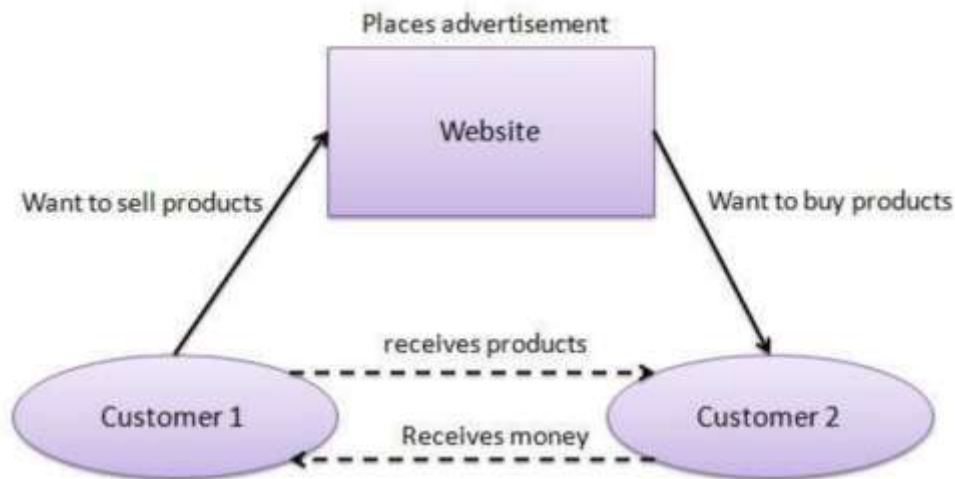 Places advertisement
Website
Want to sell products
Want to buy products
receives products
Customer 1
Customer 2
Receives money